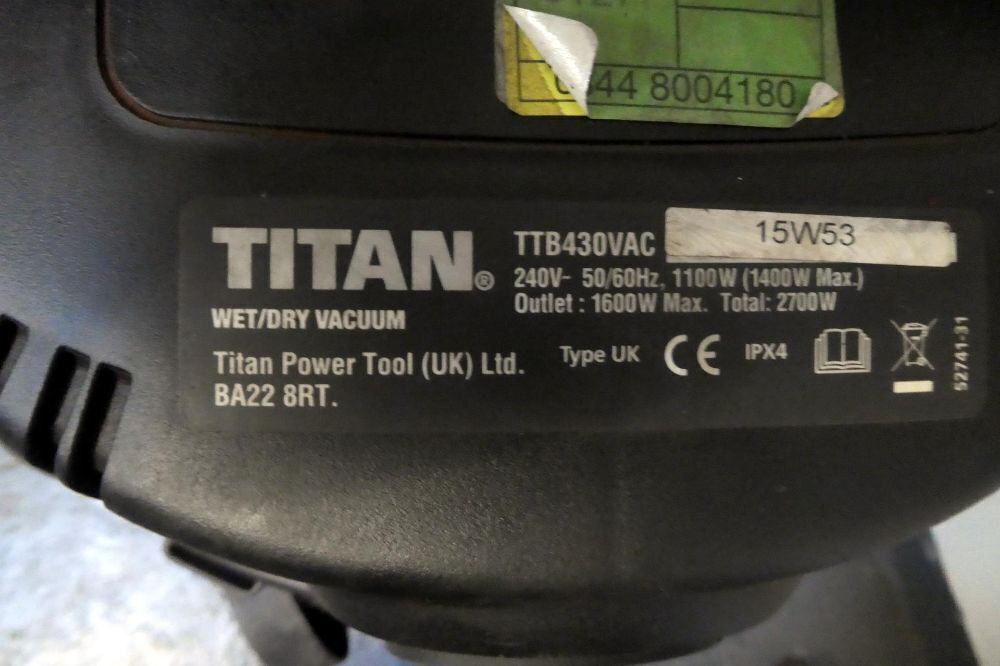 8004180
TITAN®
WET/DRY VACUUM
Titan Power Tool (UK) Ltd.
BA22 8RT.
TTB430VAC 15W53
240V~ 50/60Hz, 1100W (1400W Max.)
Outlet : 1600W Max. Total: 2700W
Type UK CE IPX4
52741-31